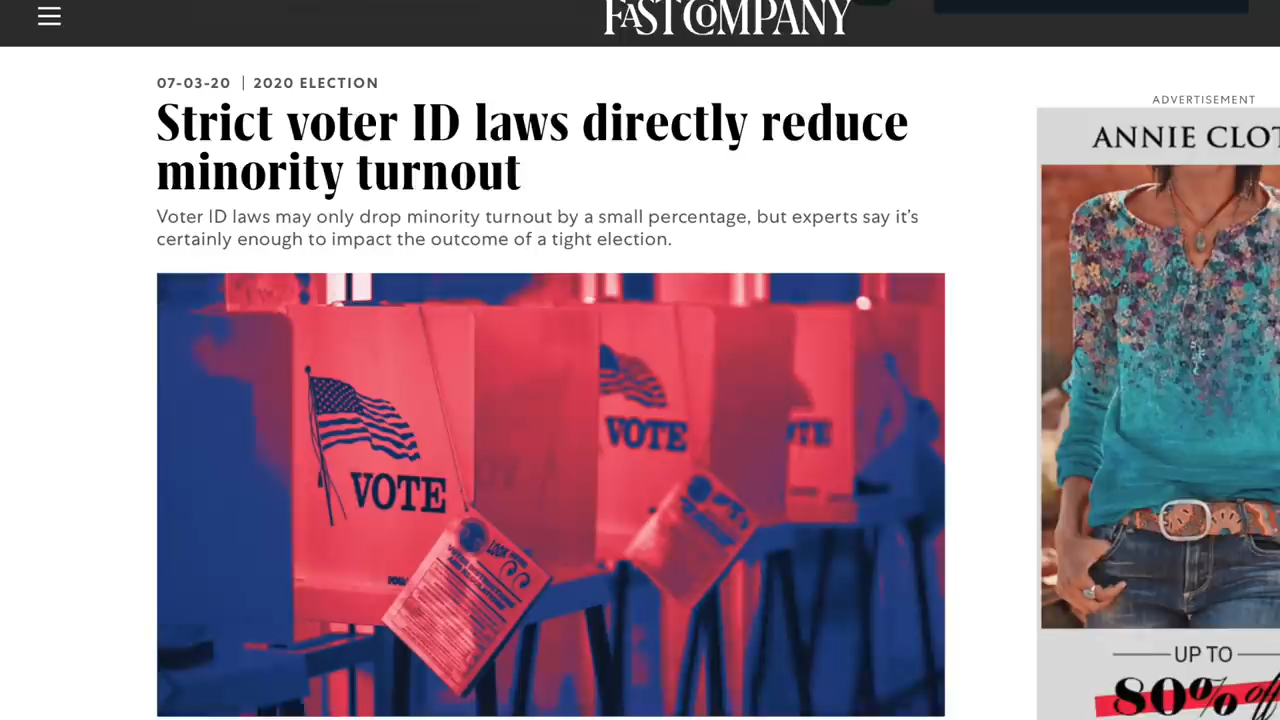 FAST COMPANY
07-03-20 | 2020 ELECTION
Strict voter ID laws directly reduce
minority turnout
Voter ID laws may only drop minority turnout by a small percentage, but experts say it’s
certainly enough to impact the outcome of a tight election.
VOTE
VOTE
ADVERTISEMENT
ANNIE CLOT
UP TO
80% off